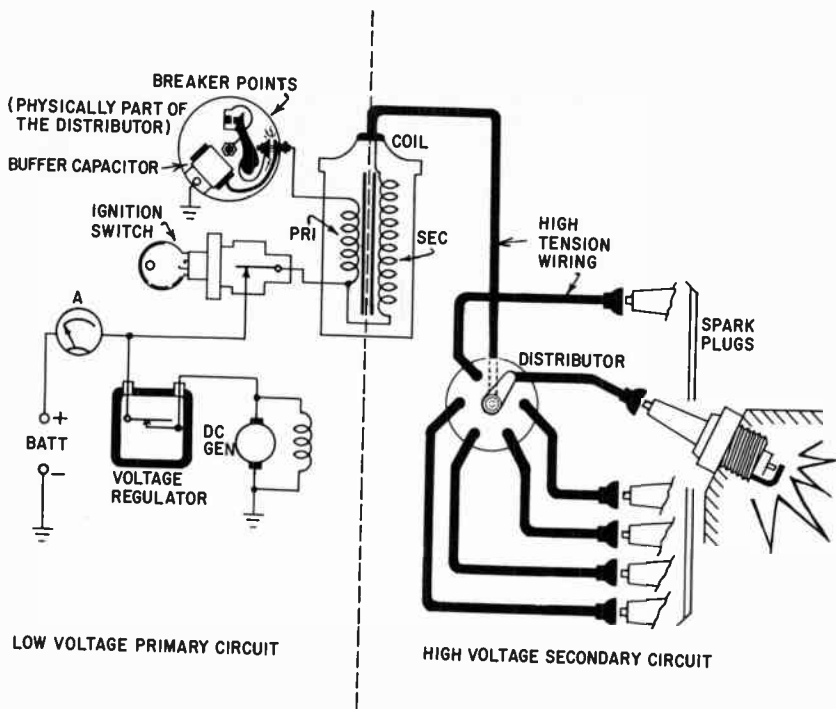 BREAKER POINTS
(PHYSICALLY PART OF
THE DISTRIBUTOR)
BUFFER CAPACITOR
COIL
IGNITION
SWITCH
PRI
SEC
HIGH
TENSION
WIRING
A
SPARK
PLUGS
DISTRIBUTOR
+
BATT
-
DC
GEN
VOLTAGE
REGULATOR
LOW VOLTAGE PRIMARY CIRCUIT
HIGH VOLTAGE SECONDARY CIRCUIT